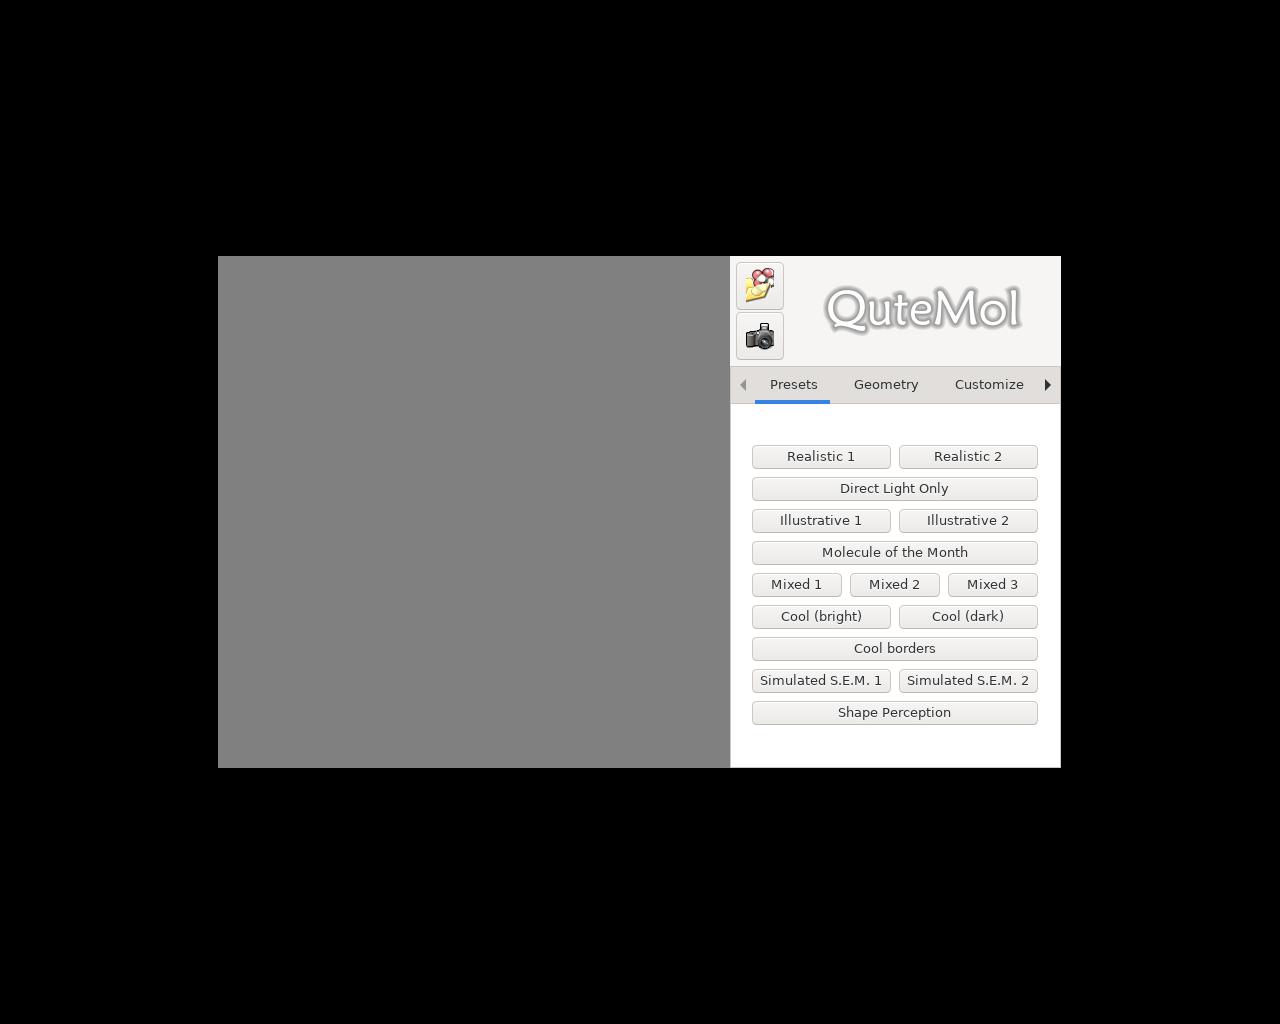 QuteMol
Presets Geometry Customize
Realistic 1 Realistic 2
Direct Light Only
Illustrative 1 Illustrative 2
Molecule of the Month
Mixed 1 Mixed 2 Mixed 3
Cool (bright) Cool (dark)
Cool borders
Simulated S.E.M. 1 Simulated S.E.M. 2
Shape Perception